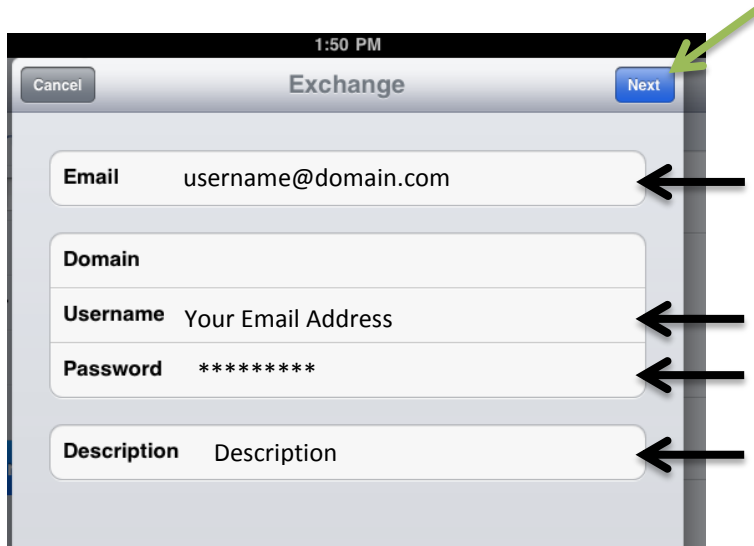 1:50 PM
Cancel Exchange Next
Email username@domain.com
Domain
Username Your Email Address
Password *********
Description Description